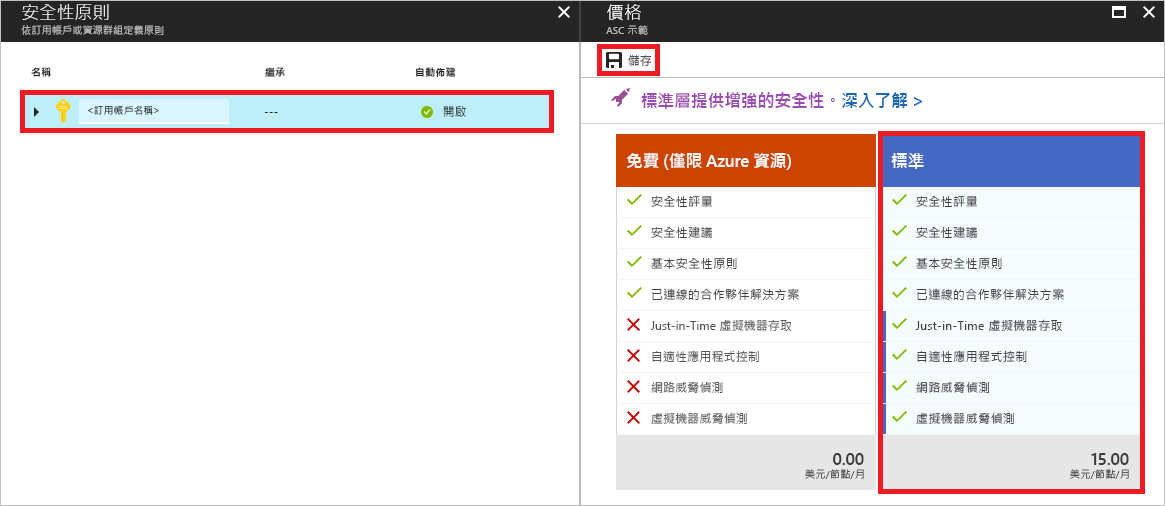 安全性原則
依訂用帳戶或資源群組定義原則
名稱 繼承 自動佈建
<訂用帳戶名稱> --- 開啟
價格
ASC 示範
儲存
標準層提供增強的安全性。深入了解 >
免費 (僅限 Azure 資源)
安全性評量
安全性建議
基本安全性原則
已連線的合作夥伴解決方案
Just-in-Time 虛擬機器存取
自適性應用程式控制
網路威脅偵測
虛擬機器威脅偵測
0.00
美元/節點/月
標準
安全性評量
安全性建議
基本安全性原則
已連線的合作夥伴解決方案
Just-in-Time 虛擬機器存取
自適性應用程式控制
網路威脅偵測
虛擬機器威脅偵測
15.00
美元/節點/月